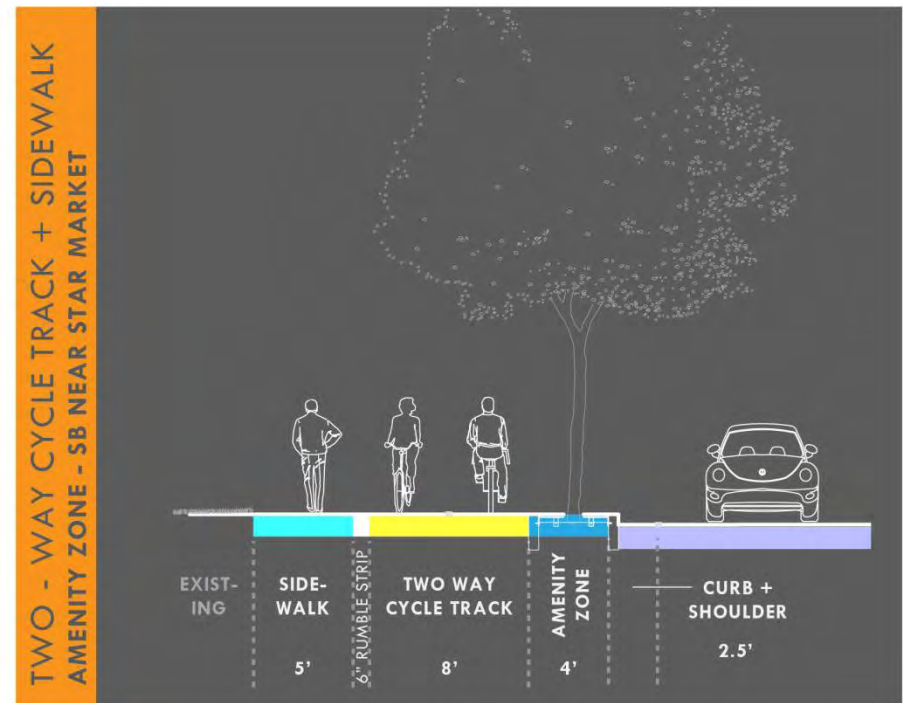 TWO - WAY CYCLE TRACK + SIDEWALK
AMENITY ZONE - SB NEAR STAR MARKET
EXIST-
ING
SIDE-
WALK
5'
6" RUMBLE STRIP
TWO WAY
CYCLE TRACK
8'
AMENITY
ZONE
4'
CURB +
SHOULDER
2.5'